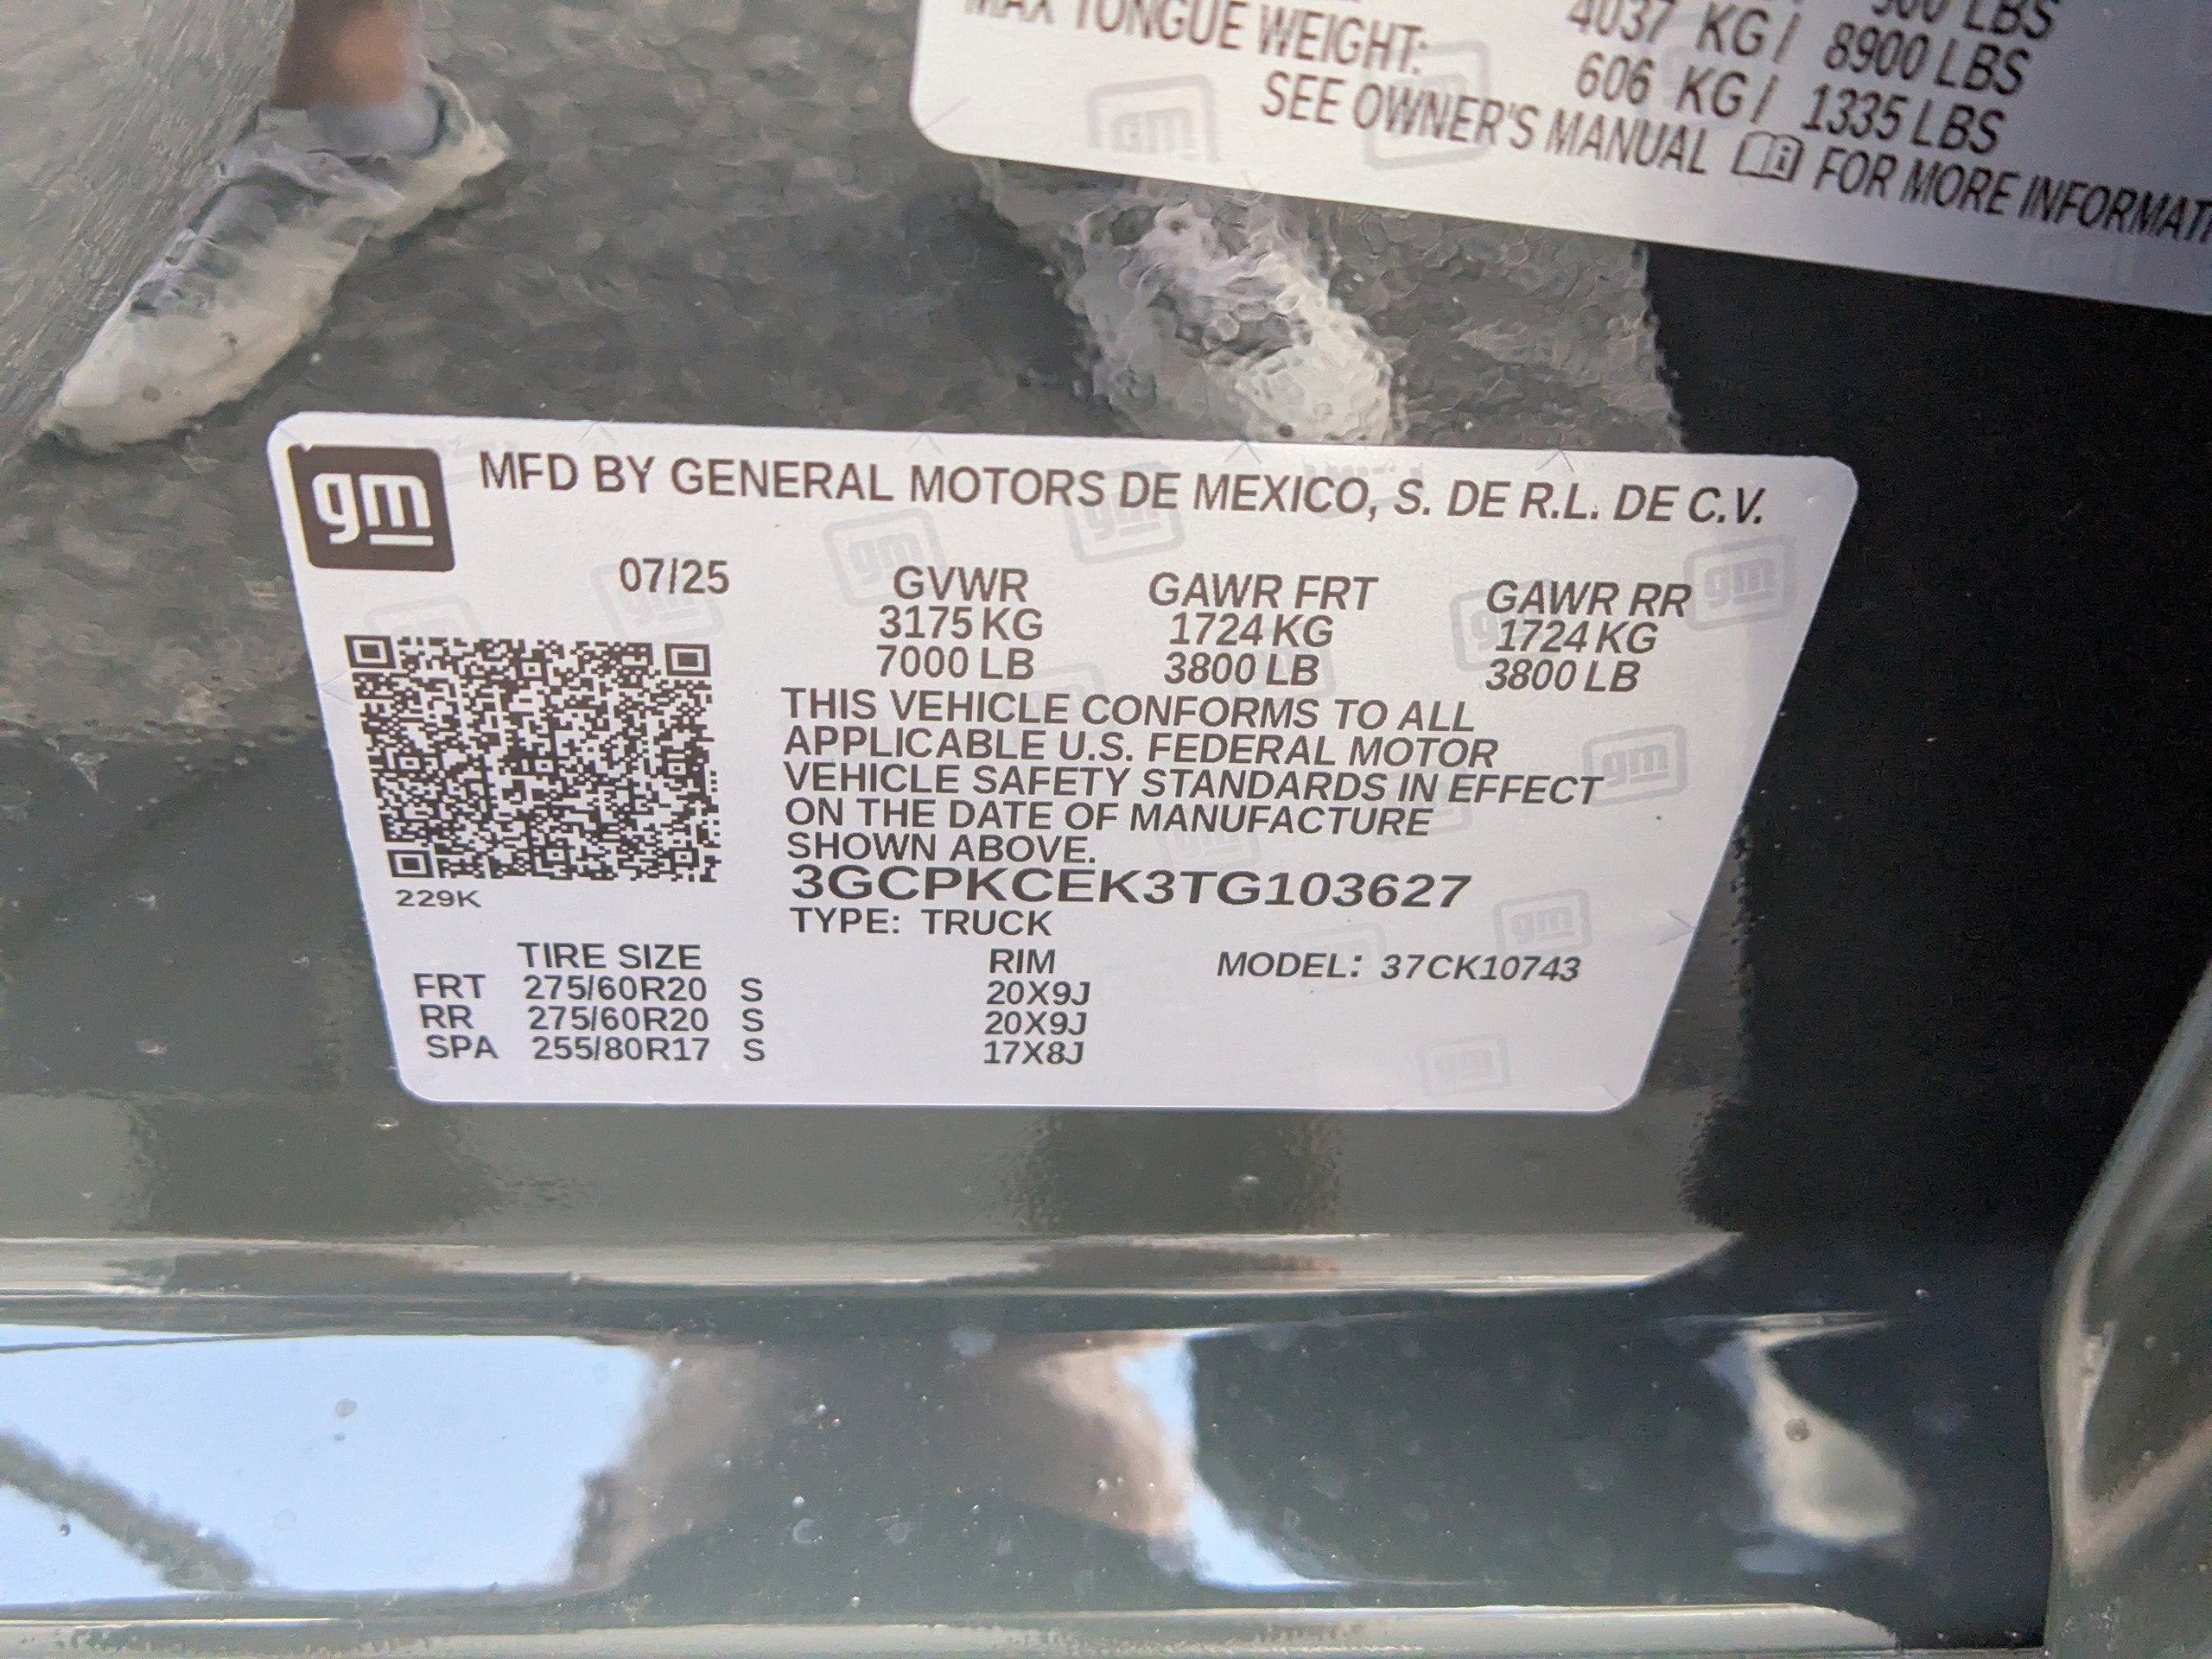 LBS
MAX TONGUE WEIGHT: 4037 KG / 8900 LBS
606 KG / 1335 LBS
SEE OWNER'S MANUAL FOR MORE
gm
gm MFD BY GENERAL MOTORS DE MEXICO, S. DE R.L. DE C.V.
07/25 GVWR GAWR FRT GAWR RR
3175 KG 1724 KG 1724 KG
7000 LB 3800 LB 3800 LB
THIS VEHICLE CONFORMS TO ALL
APPLICABLE U.S. FEDERAL MOTOR
VEHICLE SAFETY STANDARDS IN EFFECT
ON THE DATE OF MANUFACTURE
SHOWN ABOVE.
3GCPKCEK3TG103627
229K
TYPE: TRUCK
TIRE SIZE RIM MODEL: 37CK10743
FRT 275/60R20 S 20X9J
RR 275/60R20 S 20X9J
SPA 255/80R17 S 17X8J